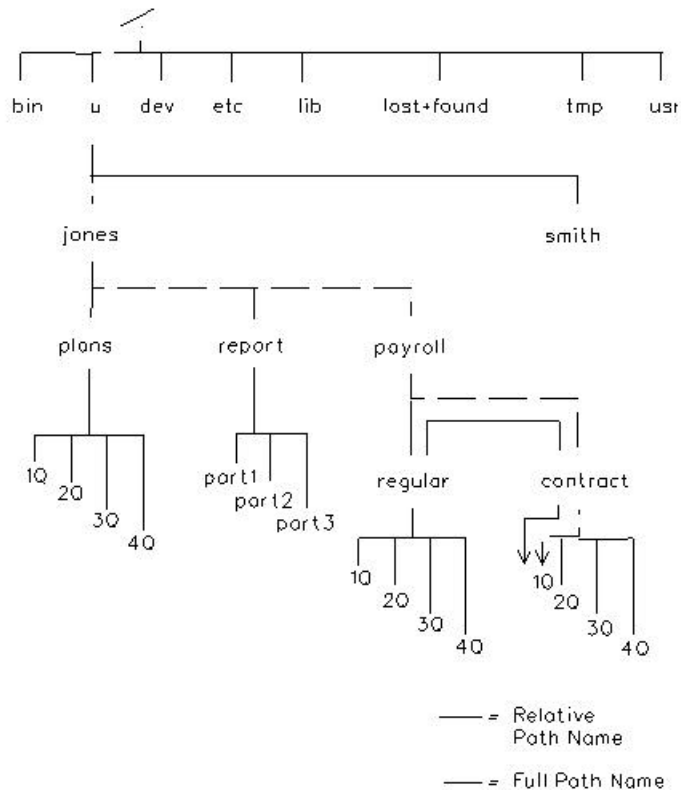 /
bin u dev etc lib lost+found tmp usr
jones smith
plans report payroll
1Q 2Q 3Q 4Q
part1 part2 part3
regular contract
1Q 2Q 3Q 4Q
1Q 2Q 3Q 4Q
= Relative
Path Name
= Full Path Name